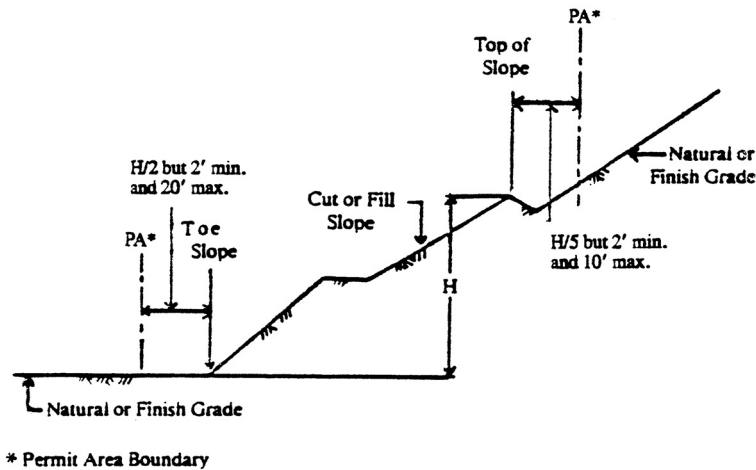 PA*
Top of
Slope
Natural or
Finish Grade
H/2 but 2' min.
and 20' max.
Cut or Fill
Slope
PA*
Toe
Slope
H/5 but 2' min.
and 10' max.
H
Natural or Finish Grade
* Permit Area Boundary